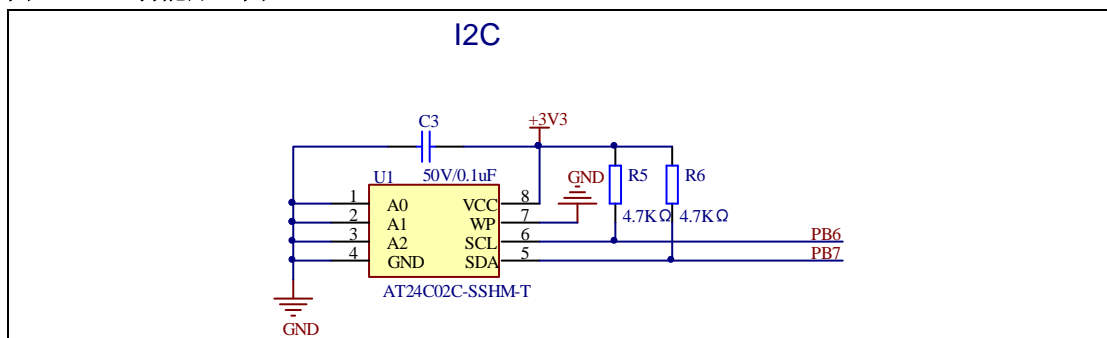 I2C
C3
+3V3
U1
50V/0.1uF
GND
R5
R6
1 A0 VCC 8
2 A1 WP 7
4.7KΩ 4.7KΩ
3 A2 SCL 6
PB6
4 GND SDA 5
PB7
AT24C02C-SSHM-T
GND